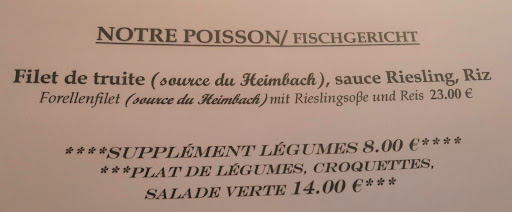 NOTRE POISSON/ FISCHGERICHT
Filet de truite (source du Heimbach), sauce Riesling, Riz
Forellenfilet (source du Heimbach) mit Rieslingsoße und Reis 23.00 €
****SUPPLÉMENT LÉGUMES 8.00 €****
***PLAT DE LÉGUMES, CROQUETTES,
SALADE VERTE 14.00 €***